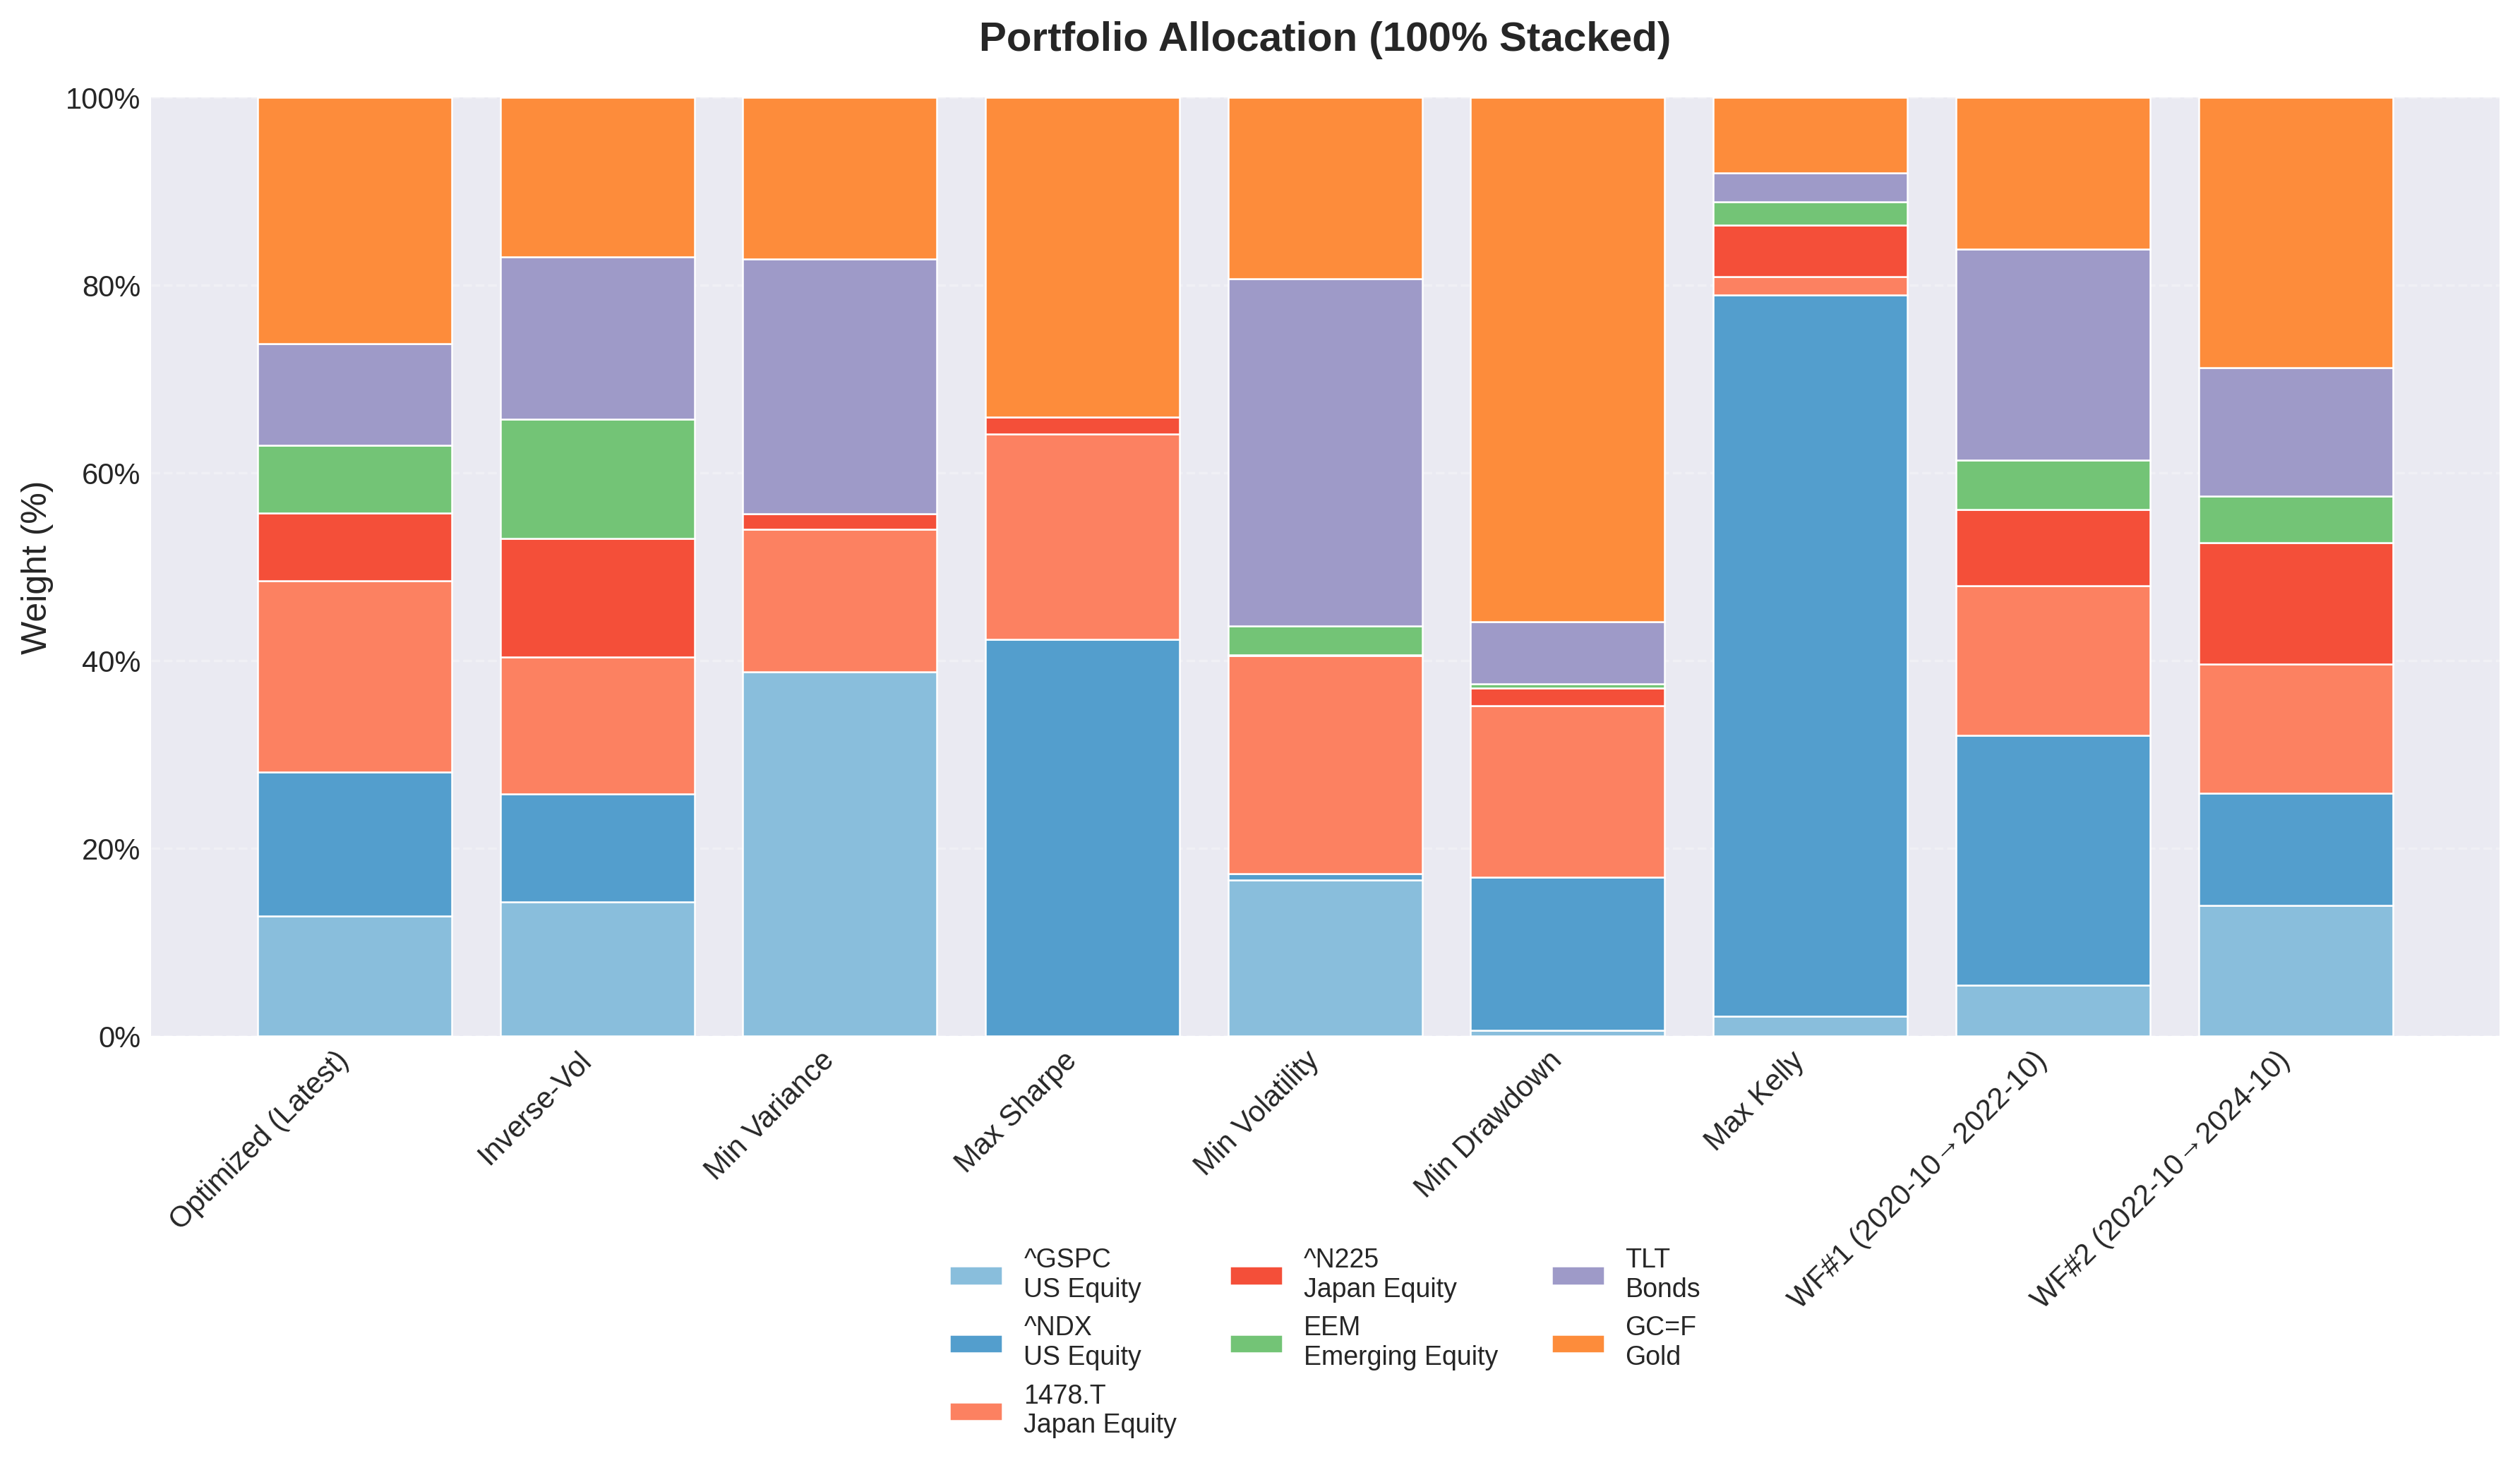 Portfolio Allocation (100% Stacked)
Weight (%)
100%
80%
60%
40%
20%
0%
Optimized (Latest)
Inverse-Vol
Min Variance
Max Sharpe
Min Volatility
Min Drawdown
Max Kelly
WF#1 (2020-10→2022-10)
WF#2 (2022-10→2024-10)
^GSPC
US Equity
^NDX
US Equity
1478.T
Japan Equity
^N225
Japan Equity
EEM
Emerging Equity
TLT
Bonds
GC=F
Gold